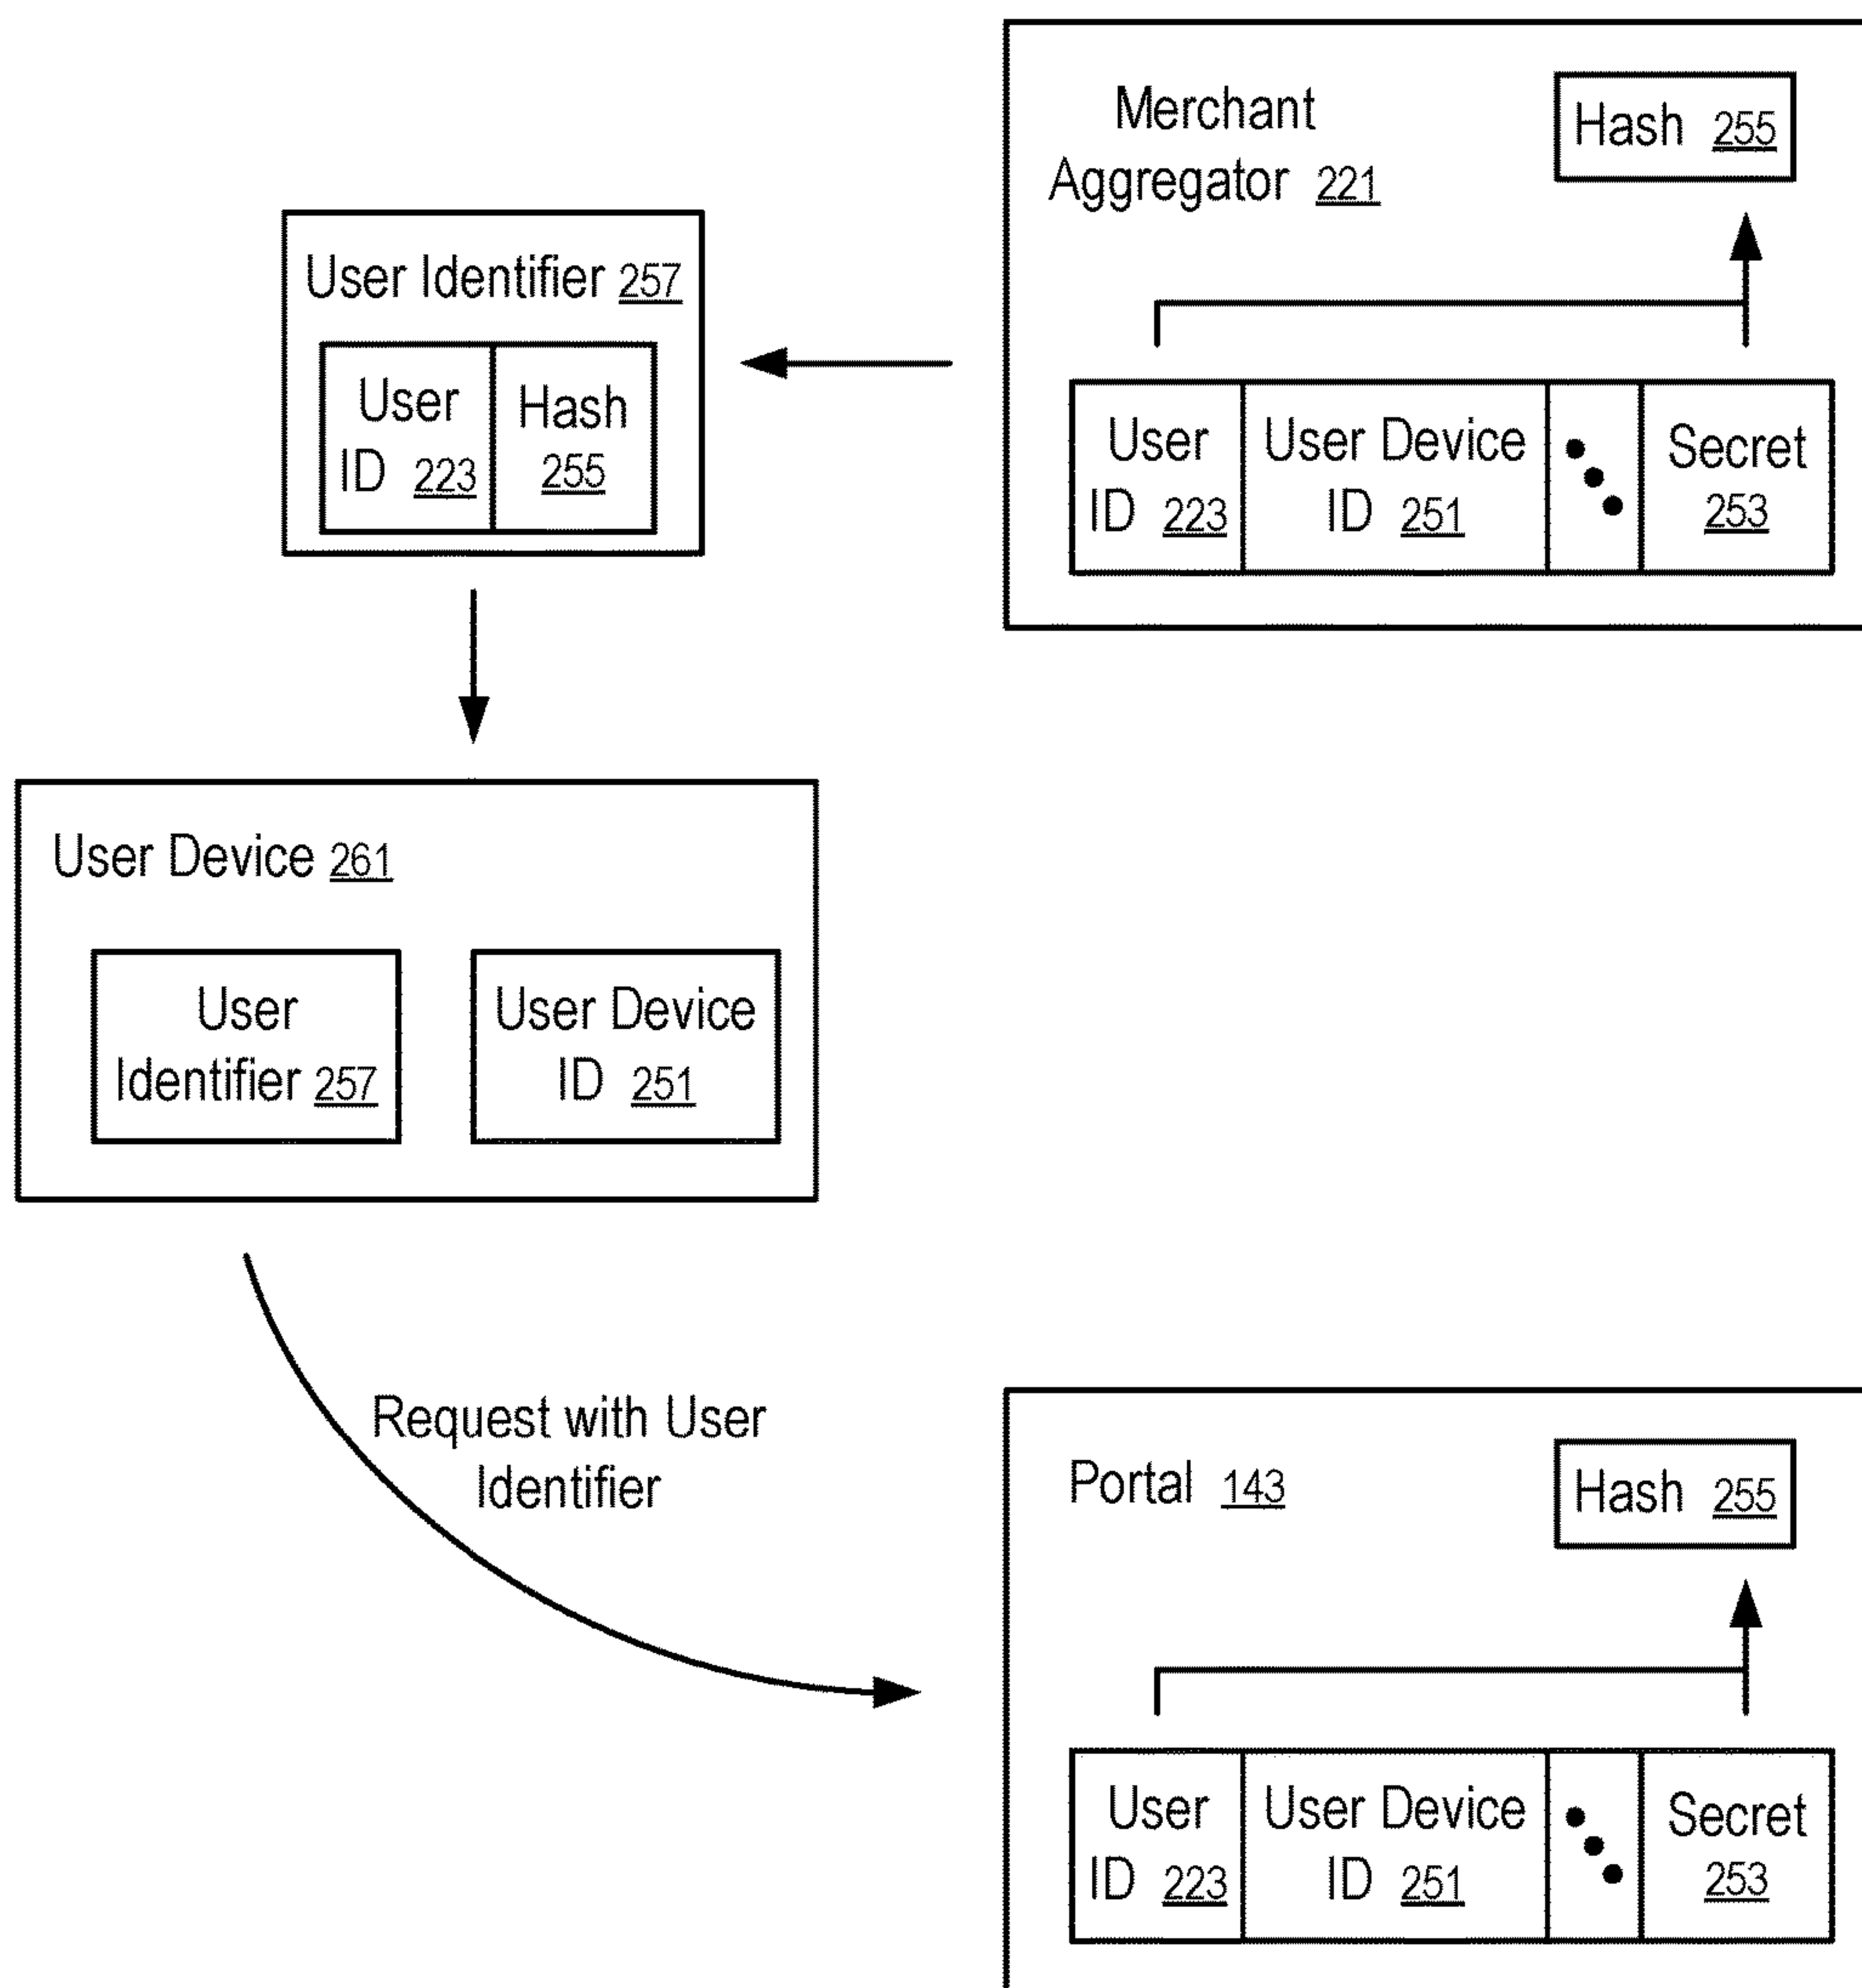 Merchant
Aggregator 221
Hash 255
User Identifier 257
User
ID 223
Hash
255
User
ID 223
User Device
ID 251
Secret
253
User Device 261
User
Identifier 257
User Device
ID 251
Request with User
Identifier
Portal 143
Hash 255
User
ID 223
User Device
ID 251
Secret
253